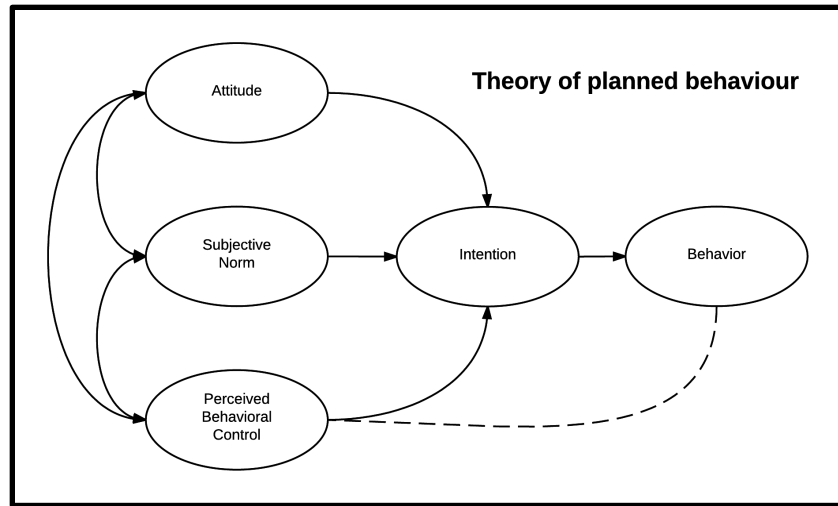 Theory of planned behaviour
Attitude
Subjective
Norm
Intention
Behavior
Perceived
Behavioral
Control